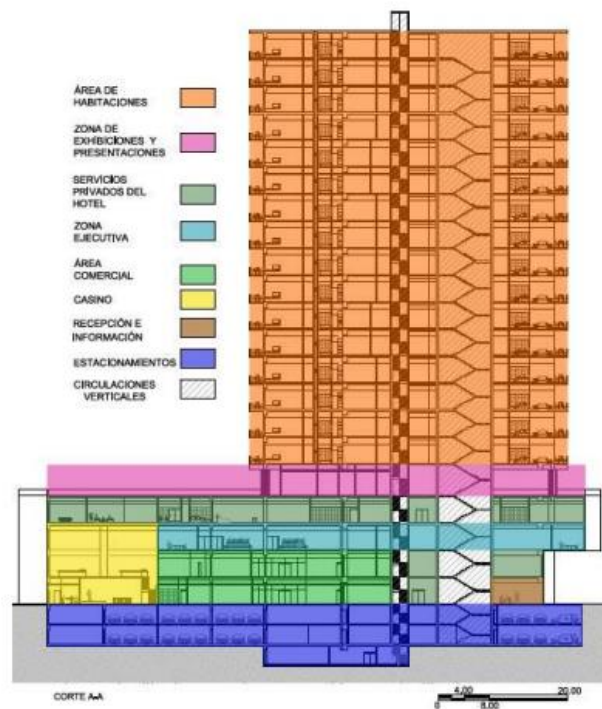 ÁREA DE
HABITACIONES
ZONA DE
EXHIBICIONES Y
PRESENTACIONES
SERVICIOS
PRIVADOS DEL
HOTEL
ZONA
EJECUTIVA
ÁREA
COMERCIAL
CASINO
RECEPCIÓN E
INFORMACIÓN
ESTACIONAMIENTOS
CIRCULACIONES
VERTICALES
CORTE A-A
4.00 20.00
0 8.00